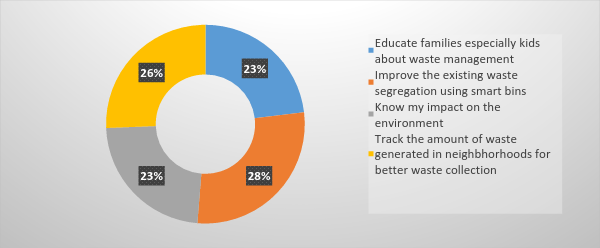 26%
23%
23%
28%
Educate families especially kids
about waste management
Improve the existing waste
segregation using smart bins
Know my impact on the
environment
Track the amount of waste
generated in neighbhorhoods for
better waste collection